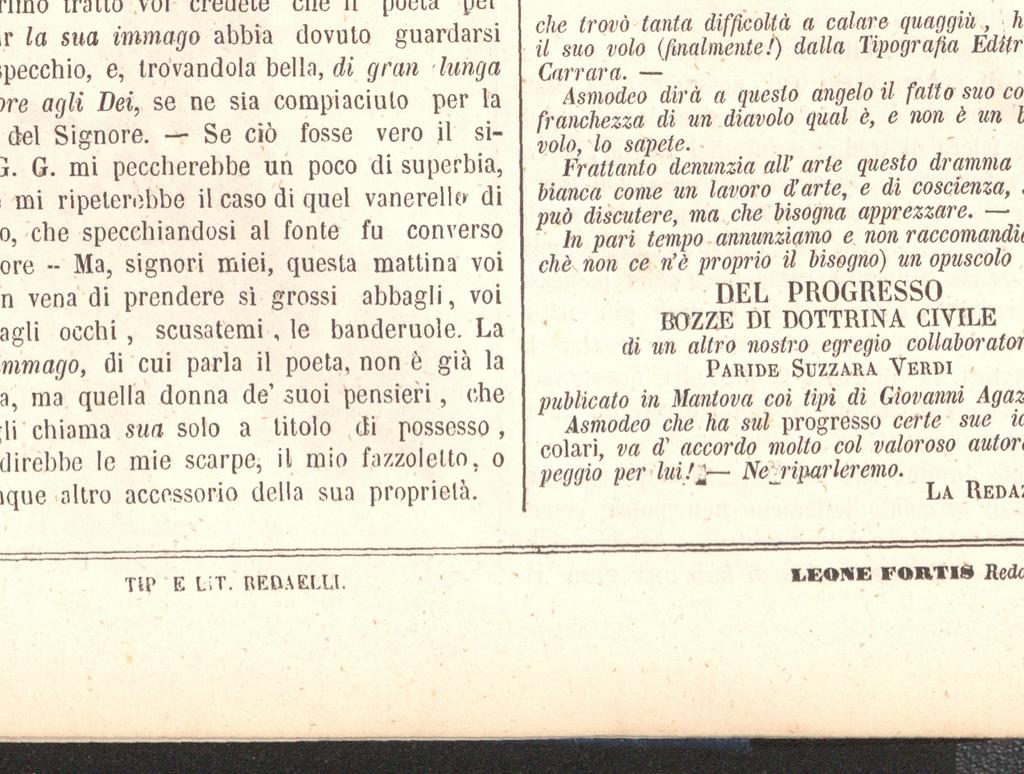 primo tratto voi credete che il poeta per
la sua immago abbia dovuto guardarsi
specchio, e, trovandola bella, di gran lunga
agli Dei, se ne sia compiaciuto per la
del Signore. — Se ciò fosse vero il si-
G. G. mi peccherebbe un poco di superbia,
mi ripeterebbe il caso di quel vanerello di
o, che specchiandosi al fonte fu converso
ore -- Ma, signori miei, questa mattina voi
n vena di prendere sì grossi abbagli, voi
agli occhi, scusatemi, le banderuole. La
immago, di cui parla il poeta, non è già la
a, ma quella donna de' suoi pensieri, che
gli chiama sua solo a titolo di possesso,
direbbe le mie scarpe, il mio fazzoletto, o
que altro accessorio della sua proprietà.
che trovò tanta difficoltà a calare quaggiù, h
il suo volo (finalmente!) dalla Tipografia Editr
Carrara. —
Asmodeo dirà a questo angelo il fatto suo co
franchezza di un diavolo qual è, e non è un
volo, lo sapete.
Frattanto denunzia all' arte questo dramma
bianca come un lavoro d'arte, e di coscienza,
può discutere, ma che bisogna apprezzare. —
In pari tempo annunziamo e non raccomandia
chè non ce n'è proprio il bisogno) un opuscolo
DEL PROGRESSO
BOZZE DI DOTTRINA CIVILE
di un altro nostro egregio collaborator
PARIDE SUZZARA VERDI
publicato in Mantova coi tipi di Giovanni Agaz
Asmodeo che ha sul progresso certe sue id
colari, va d' accordo molto col valoroso autor
peggio per lui! — Ne riparleremo.
LA REDAZ
TIP E LIT. REDAELLI.
LEONE FORTIS Reda